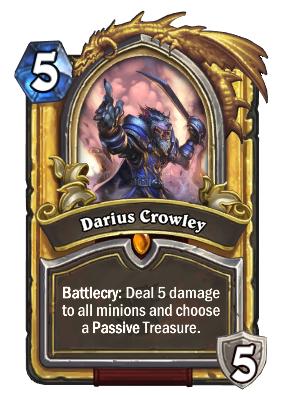 5
Darius Crowley
Battlecry: Deal 5 damage
to all minions and choose
a Passive Treasure.
5